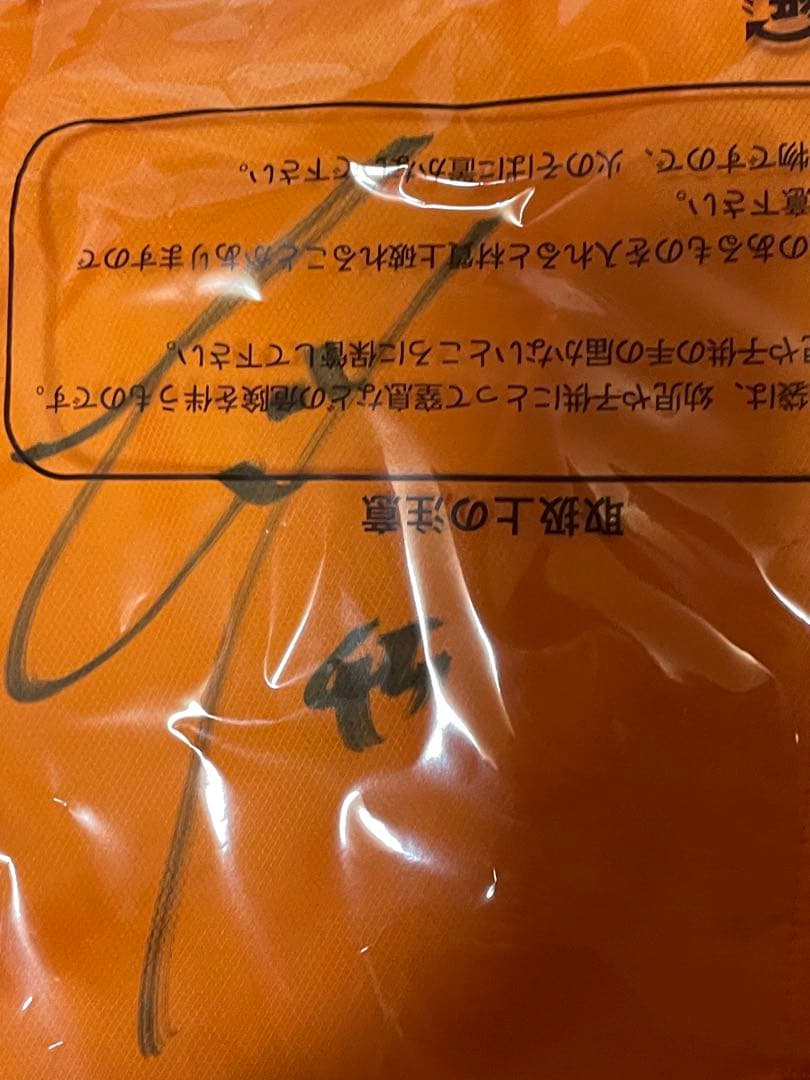 取扱上の注意
袋は、幼児や子供にとって窒息などの危険を伴うものです。
児や子供の手の届かないところに保管して下さい。
のあるものを入れると材質上破れることがありますので
意下さい。
物ですので、火のそばに置かないで下さい。